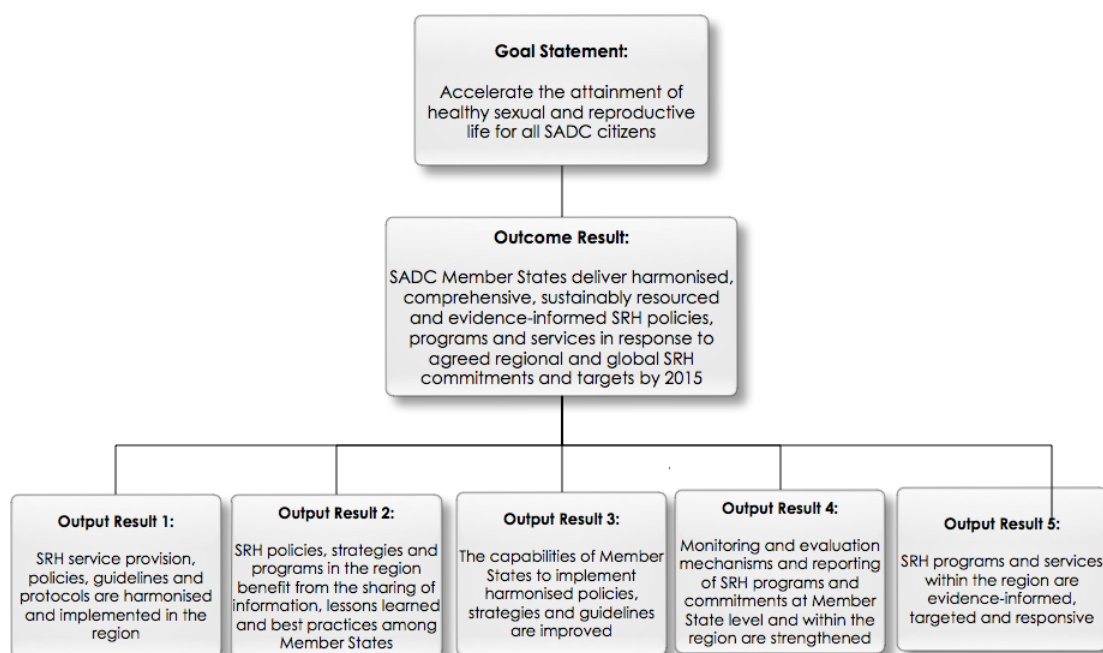 Goal Statement:
Accelerate the attainment of
healthy sexual and reproductive
life for all SADC citizens
Outcome Result:
SADC Member States deliver harmonised,
comprehensive, sustainably resourced
and evidence-informed SRH policies,
programs and services in response to
agreed regional and global SRH
commitments and targets by 2015
Output Result 1:
SRH service provision,
policies, guidelines and
protocols are harmonised
and implemented in the
region
Output Result 2:
SRH policies, strategies and
programs in the region
benefit from the sharing of
information, lessons learned
and best practices among
Member States
Output Result 3:
The capabilities of Member
States to implement
harmonised policies,
strategies and guidelines
are improved
Output Result 4:
Monitoring and evaluation
mechanisms and reporting
of SRH programs and
commitments at Member
State level and within the
region are strengthened
Output Result 5:
SRH programs and services
within the region are
evidence-informed,
targeted and responsive